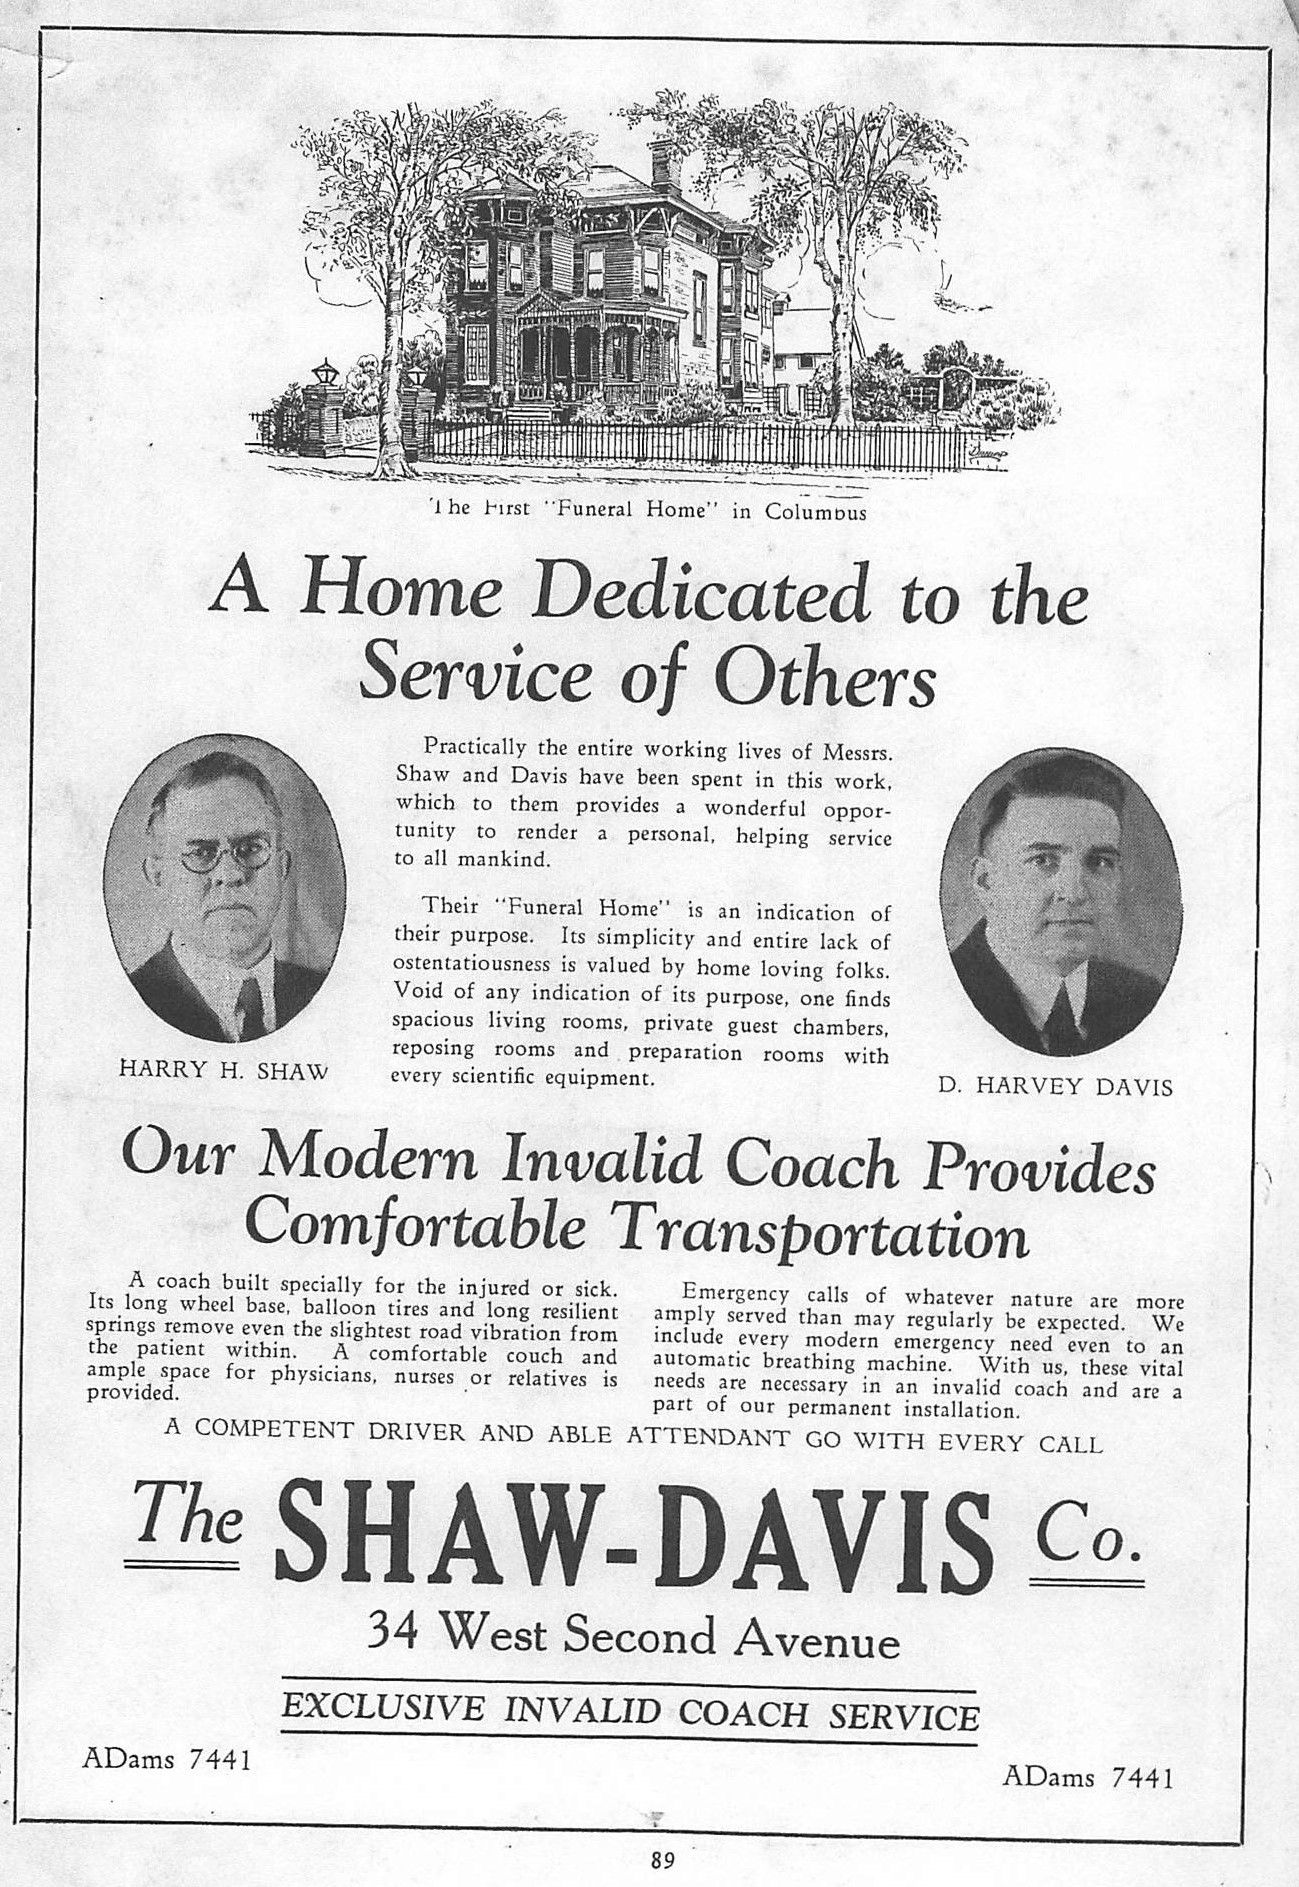 The First "Funeral Home" in Columbus
A Home Dedicated to the
Service of Others
Practically the entire working lives of Messrs.
Shaw and Davis have been spent in this work,
which to them provides a wonderful oppor-
tunity to render a personal, helping service
to all mankind.
Their "Funeral Home" is an indication of
their purpose. Its simplicity and entire lack of
ostentatiousness is valued by home loving folks.
Void of any indication of its purpose, one finds
spacious living rooms, private guest chambers,
reposing rooms and preparation rooms with
every scientific equipment.
HARRY H. SHAW
D. HARVEY DAVIS
Our Modern Invalid Coach Provides
Comfortable Transportation
A coach built specially for the injured or sick.
Its long wheel base, balloon tires and long resilient
springs remove even the slightest road vibration from
the patient within. A comfortable couch and
ample space for physicians, nurses or relatives is
provided.
Emergency calls of whatever nature are more
amply served than may regularly be expected. We
include every modern emergency need even to an
automatic breathing machine. With us, these vital
needs are necessary in an invalid coach and are a
part of our permanent installation.
A COMPETENT DRIVER AND ABLE ATTENDANT GO WITH EVERY CALL
The SHAW-DAVIS Co.
34 West Second Avenue
EXCLUSIVE INVALID COACH SERVICE
ADams 7441
ADams 7441
89